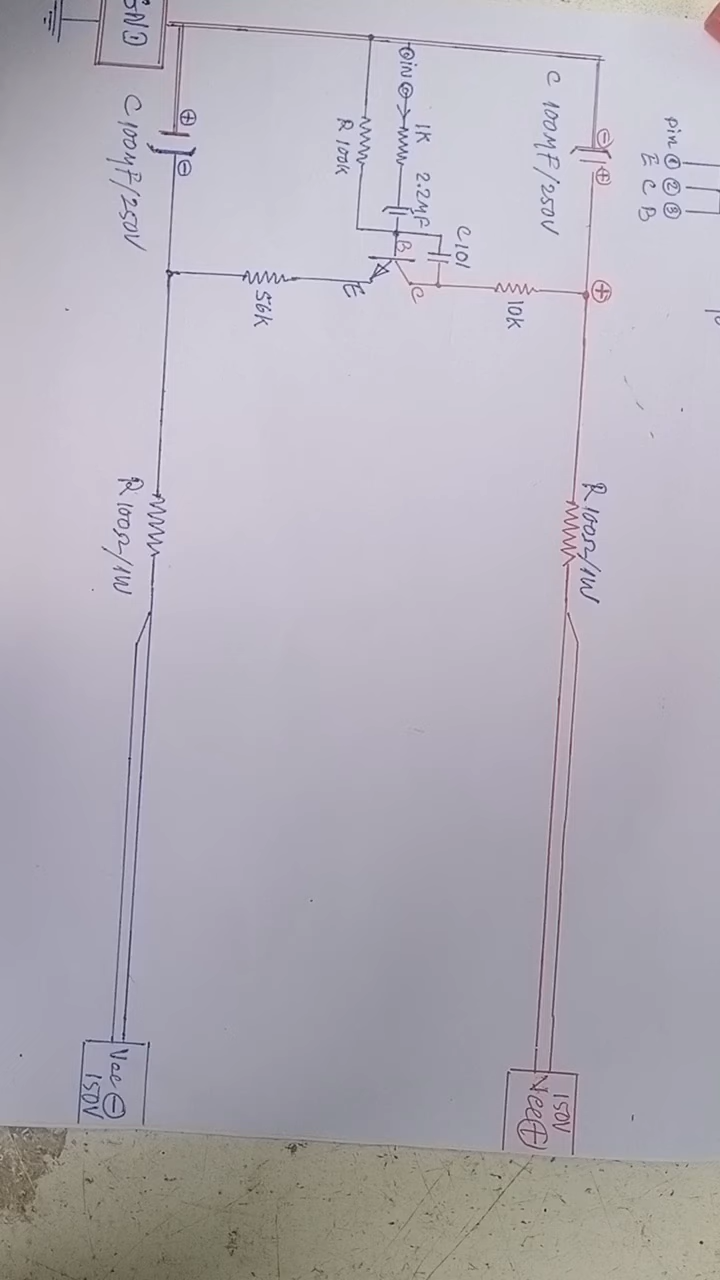 GND
C 100µF/250V
⊕
⊖
⊕in
1K
2.2µF
R 100k
C101
B
C
E
56k
10k
C 100µF/250V
⊖
⊕
⊕
pin ① ② ③
E C B
R 100Ω/1W
R 100Ω/1W
Vcc ⊖
150V
150V
Vcc ⊕